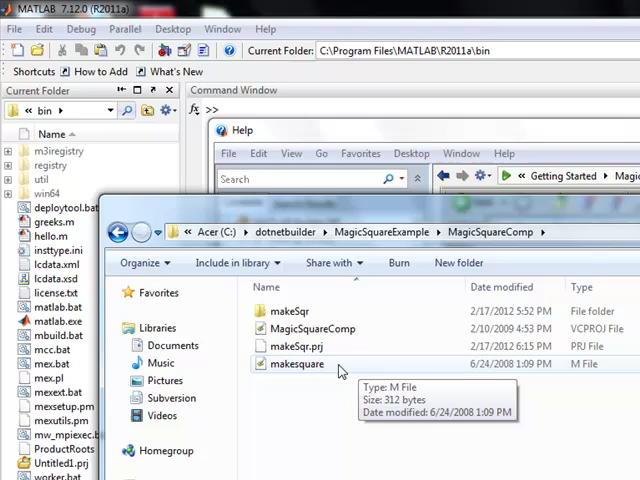 MATLAB 7.12.0 (R2011a)
File Edit Debug Parallel Desktop Window Help
Current Folder: C:\Program Files\MATLAB\R2011a\bin
Shortcuts How to Add What's New
Current Folder
Command Window
« bin
fx >>
Name
m3iregistry
registry
util
win64
deploytool.bat
greeks.m
hello.m
insttype.ini
lcdata.xml
lcdata.xsd
license.txt
matlab.bat
matlab.exe
mbuild.bat
mcc.bat
mex.bat
mex.pl
mexext.bat
mexsetup.pm
mexutils.pm
mw_mpiexec.bat
ProductRoots
Untitled1.prj
worker.bat
Help
File Edit View Go Favorites Desktop Window Help
Search
Getting Started
Magi
« Acer (C:) dotnetbuilder MagicSquareExample MagicSquareComp
Organize Include in library Share with Burn New folder
Favorites
Libraries
Documents
Music
Pictures
Subversion
Videos
Homegroup
Name Date modified Type
makeSqr 2/17/2012 5:52 PM File folder
MagicSquareComp 2/10/2009 4:53 PM VCPROJ File
makeSqr.prj 2/17/2012 6:15 PM PRJ File
makesquare 6/24/2008 1:09 PM M File
Type: M File
Size: 312 bytes
Date modified: 6/24/2008 1:09 PM